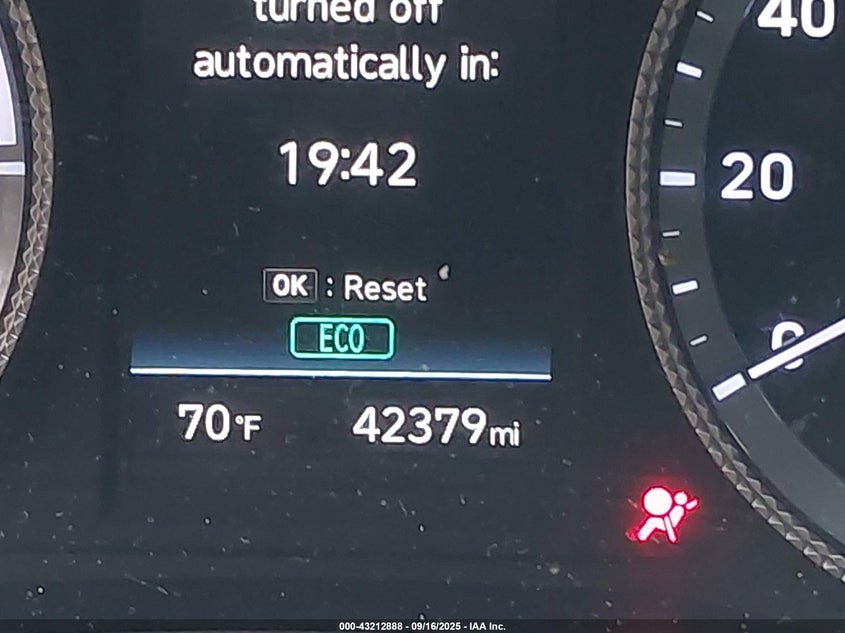 turned off
automatically in:
19:42
OK : Reset
ECO
70°F 42379mi
40
20
0
000-43212888 - 09/16/2025 - IAA Inc.